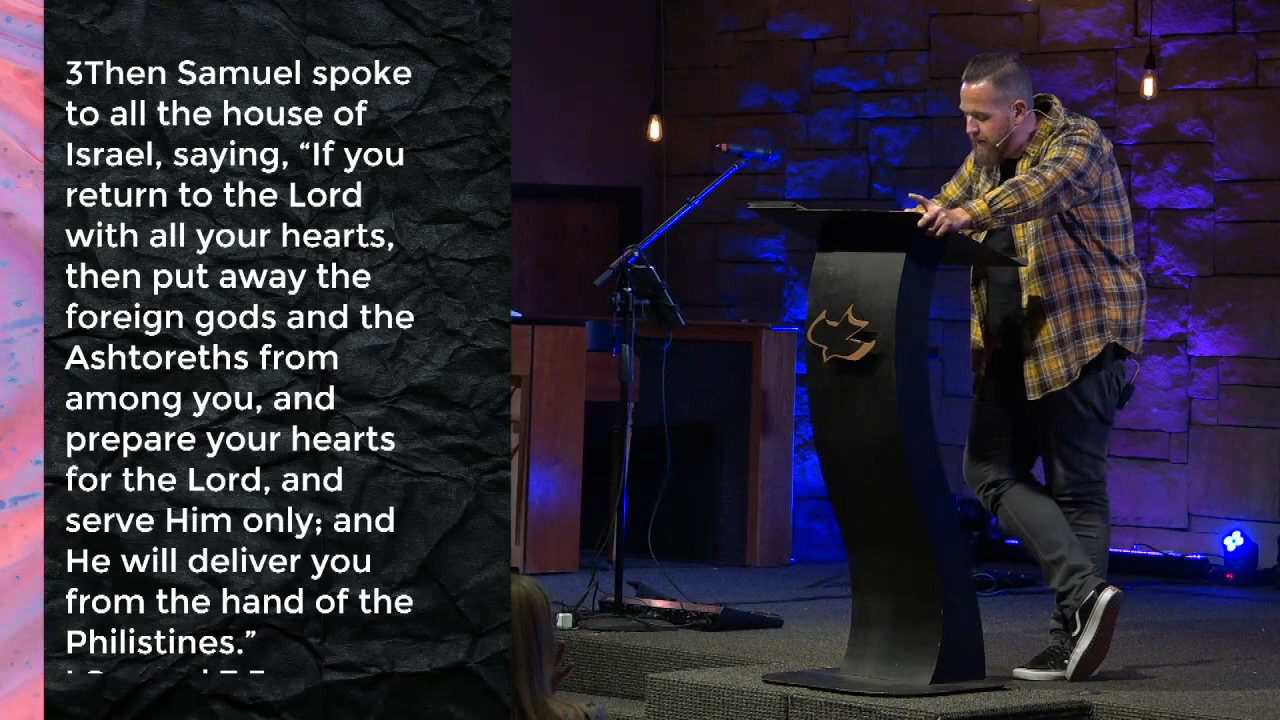 3Then Samuel spoke
to all the house of
Israel, saying, “If you
return to the Lord
with all your hearts,
then put away the
foreign gods and the
Ashtoreths from
among you, and
prepare your hearts
for the Lord, and
serve Him only; and
He will deliver you
from the hand of the
Philistines.”